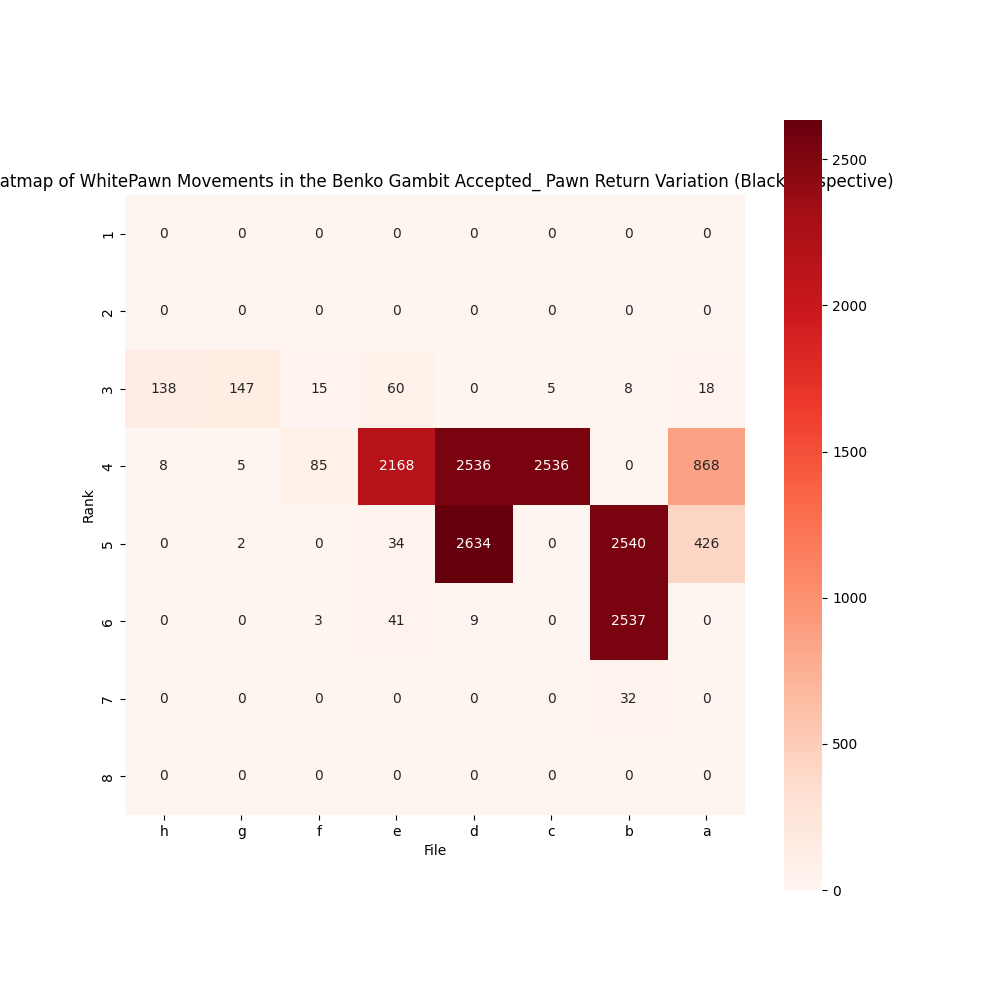 atmap of WhitePawn Movements in the Benko Gambit Accepted_ Pawn Return Variation (Black spective)
2500
2000
1500
1000
500
0
Rank
1 0 0 0 0 0 0 0 0
2 0 0 0 0 0 0 0 0
3 138 147 15 60 0 5 8 18
4 8 5 85 2168 2536 2536 0 868
5 0 2 0 34 2634 0 2540 426
6 0 0 3 41 9 0 2537 0
7 0 0 0 0 0 0 32 0
8 0 0 0 0 0 0 0 0
h g f e d c b a
File